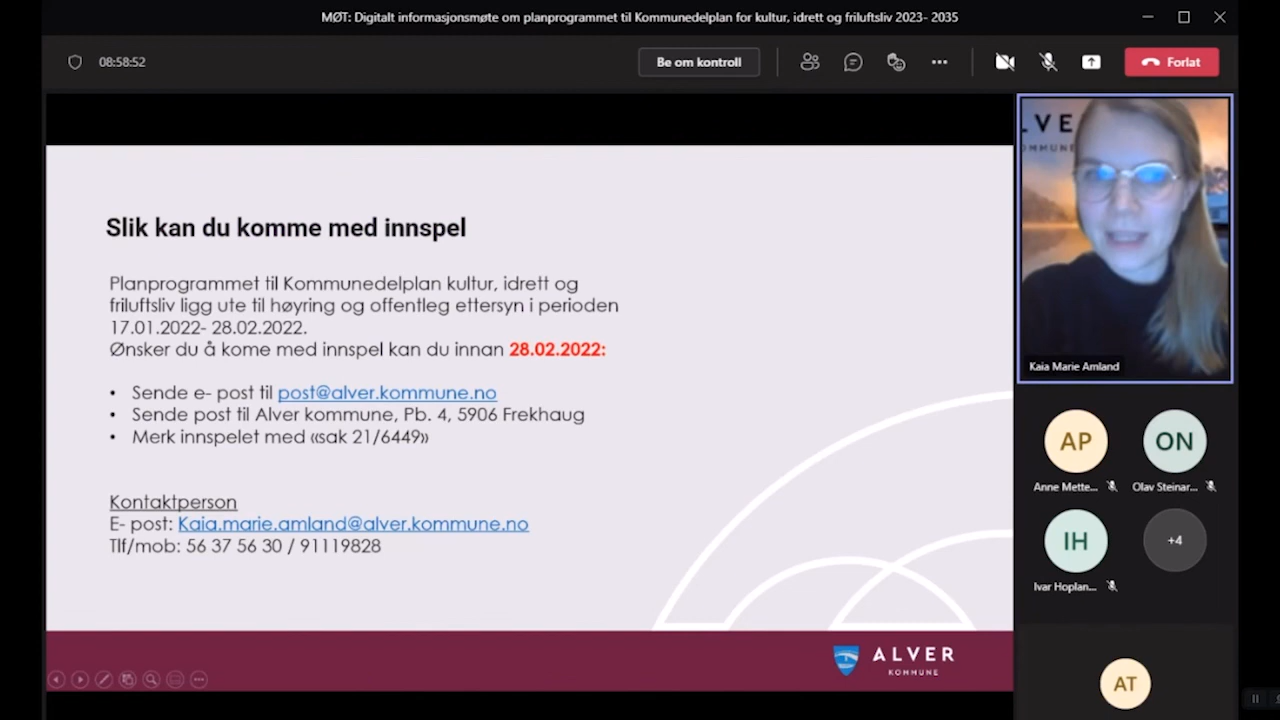 MØT: Digitalt informasjonsmøte om planprogrammet til Kommunedelplan for kultur, idrett og friluftsliv 2023- 2035
08:58:52
Be om kontroll
Forlat
Slik kan du komme med innspel
Planprogrammet til Kommunedelplan kultur, idrett og
friluftsliv ligg ute til høyring og offentleg ettersyn i perioden
17.01.2022- 28.02.2022.
Ønsker du å kome med innspel kan du innan 28.02.2022:
• Sende e- post til post@alver.kommune.no
• Sende post til Alver kommune, Pb. 4, 5906 Frekhaug
• Merk innspelet med «sak 21/6449»
Kontaktperson
E- post: Kaia.marie.amland@alver.kommune.no
Tlf/mob: 56 37 56 30 / 91119828
ALVER
KOMMUNE
LVE
OMMUNE
Kaia Marie Amland
AP
ON
Anne Mette...
Olav Steinar...
IH
+4
Ivar Hoplan...
AT